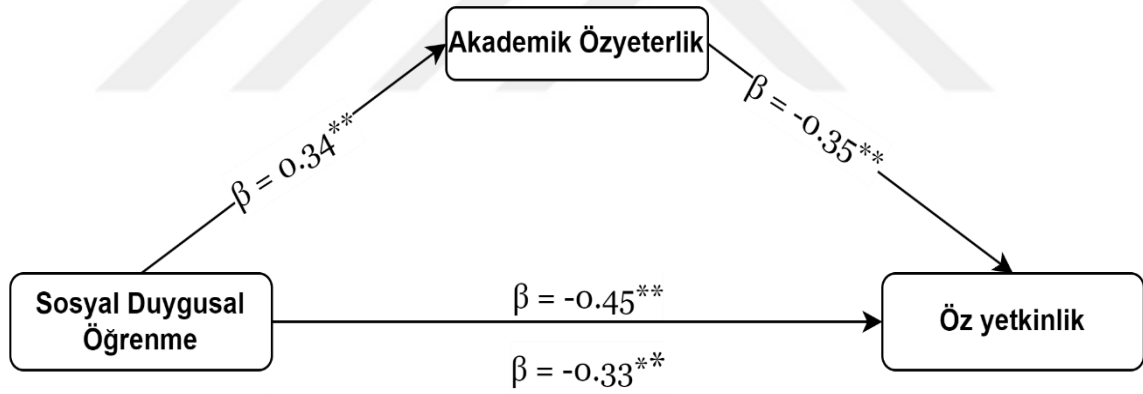 Akademik Özyeterlik
β = 0.34**
β = -0.35**
Sosyal Duygusal
Öğrenme
β = -0.45**
β = -0.33**
Öz yetkinlik